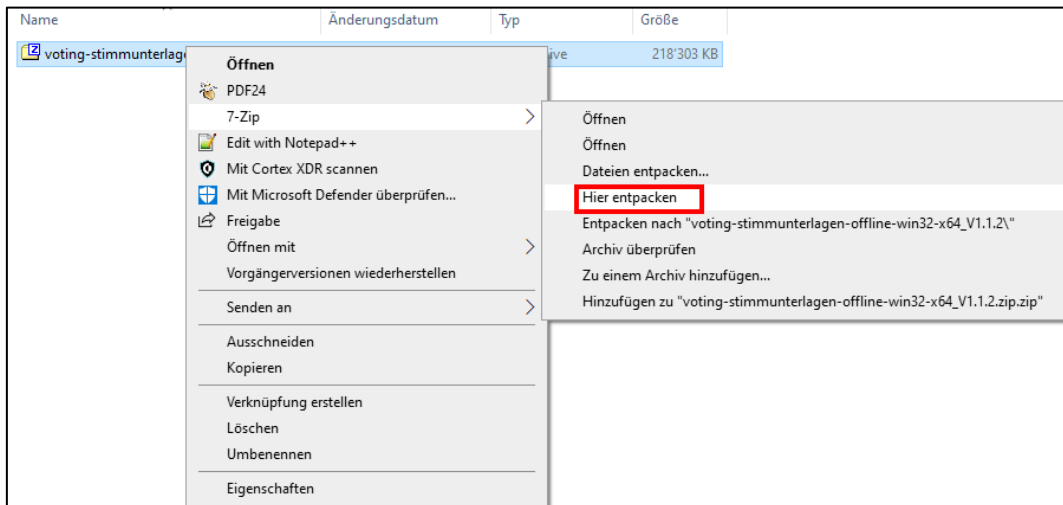 Name Änderungsdatum Typ Größe
voting-stimmunterlag 218'303 KB
Öffnen
PDF24
7-Zip
Edit with Notepad++
Mit Cortex XDR scannen
Mit Microsoft Defender überprüfen...
Freigabe
Öffnen mit
Vorgängerversionen wiederherstellen
Senden an
Ausschneiden
Kopieren
Verknüpfung erstellen
Löschen
Umbenennen
Eigenschaften
Öffnen
Öffnen
Dateien entpacken...
Hier entpacken
Entpacken nach "voting-stimmunterlagen-offline-win32-x64_V1.1.2\"
Archiv überprüfen
Zu einem Archiv hinzufügen...
Hinzufügen zu "voting-stimmunterlagen-offline-win32-x64_V1.1.2.zip.zip"